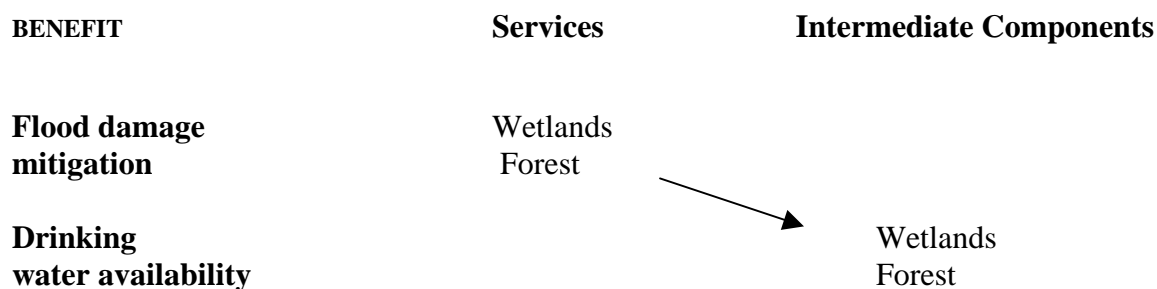 BENEFIT Services Intermediate Components
Flood damage Wetlands
mitigation Forest
Drinking Wetlands
water availability Forest